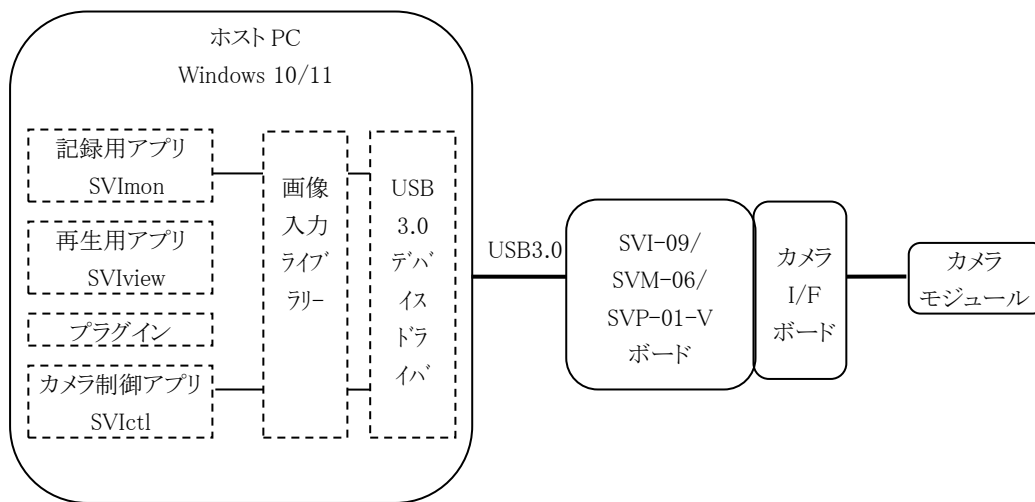 ホスト PC
Windows 10/11
記録用アプリ
SVImon
再生用アプリ
SVIview
プラグイン
カメラ制御アプリ
SVIctl
画像
入力
ﾗｲﾌﾞ
ﾗﾘｰ
USB
3.0
ﾃﾞﾊﾞ
ｲｽ
ﾄﾞﾗ
ｲﾊﾞ
USB3.0
SVI-09/
SVM-06/
SVP-01-V
ボード
カメラ
I/F
ボード
カメラ
モジュール